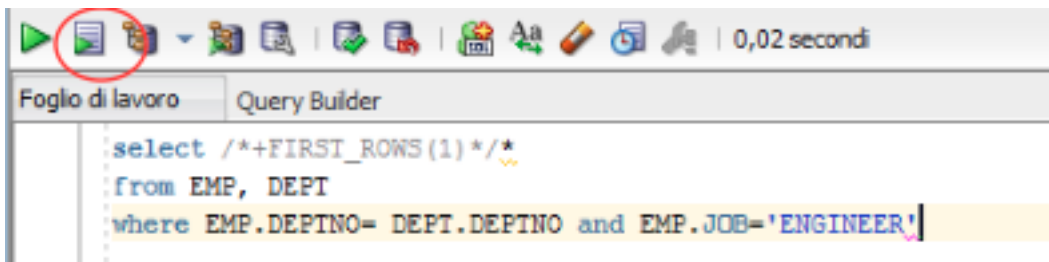 0,02 secondi
Foglio di lavoro Query Builder
select /*+FIRST_ROWS(1)*/*
from EMP, DEPT
where EMP.DEPTNO= DEPT.DEPTNO and EMP.JOB='ENGINEER'